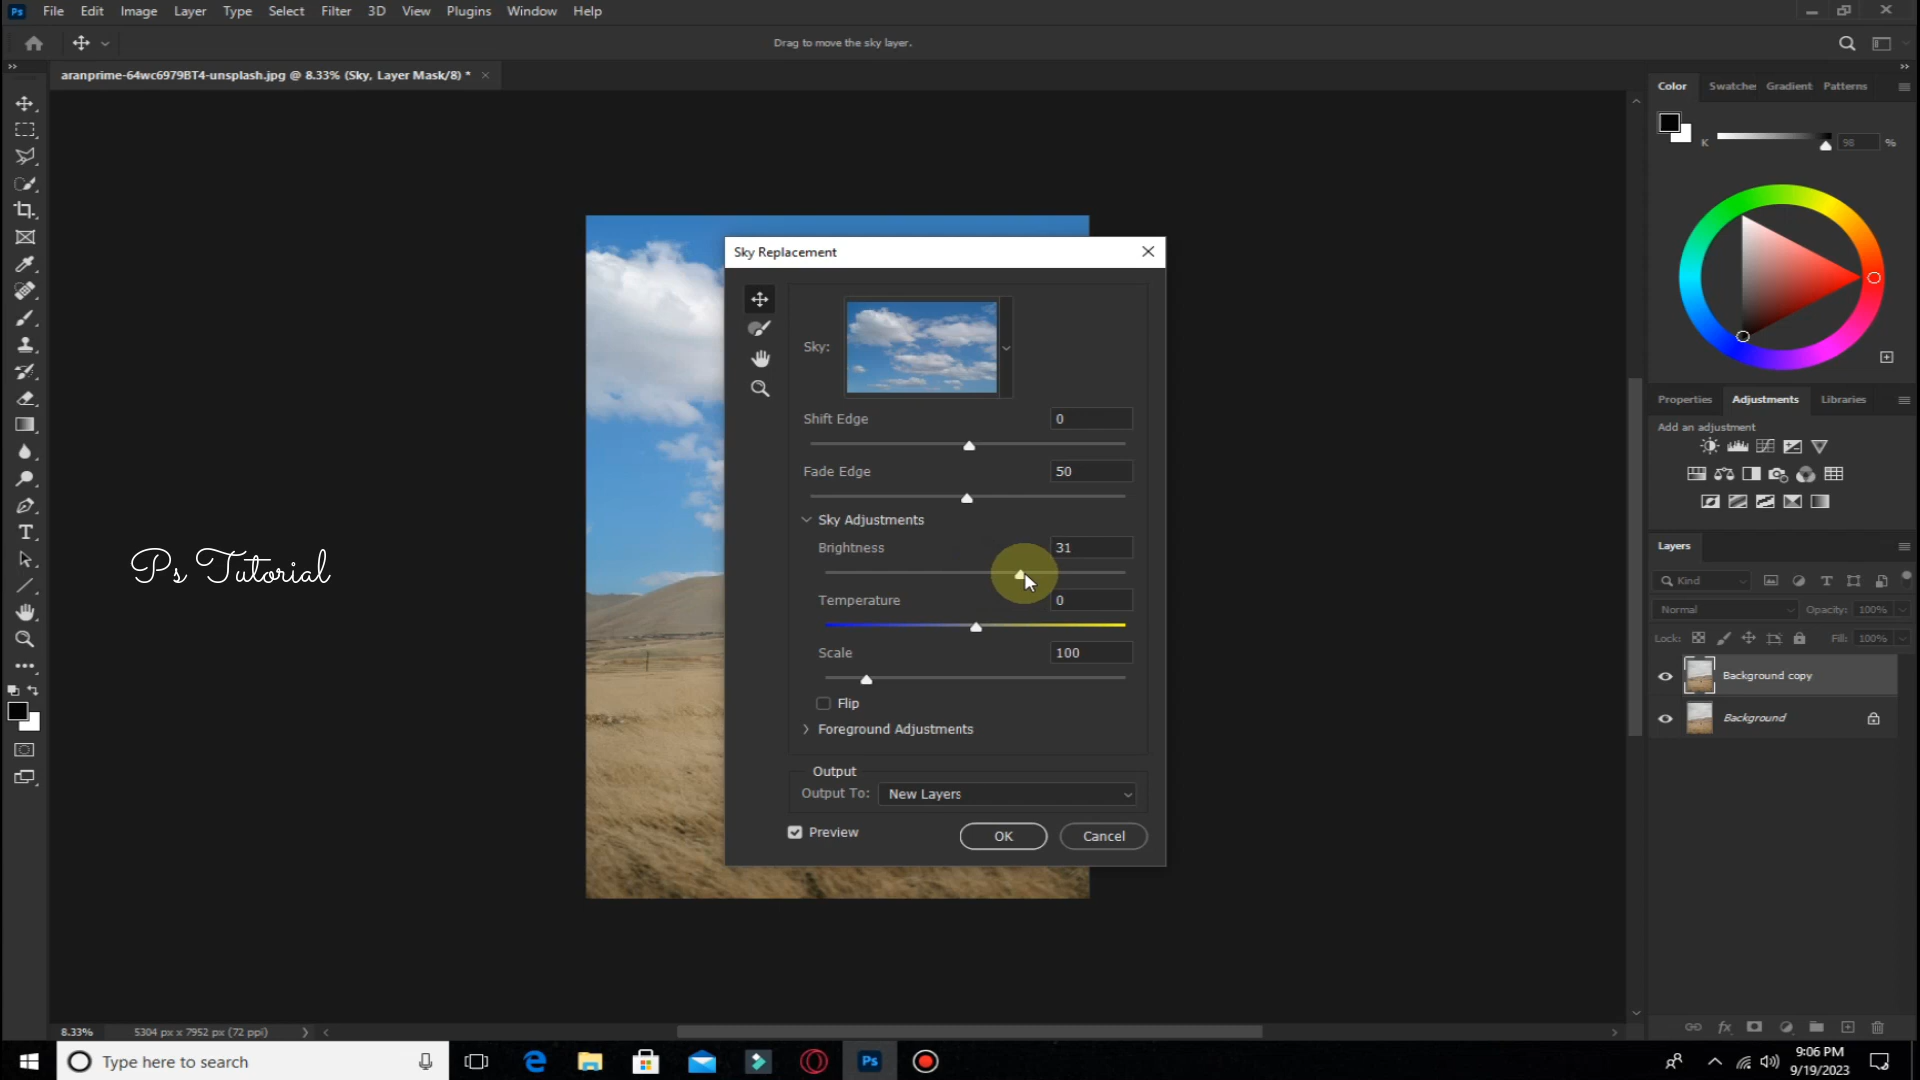 Ps File Edit Image Layer Type Select Filter 3D View Plugins Window Help
Drag to move the sky layer.
aranprime-64wc6979BT4-unsplash.jpg @ 8.33% (Sky, Layer Mask/8) *
Color Swatches Gradient Patterns
K 98 %
Sky Replacement
Sky:
Shift Edge 0
Fade Edge 50
Sky Adjustments
Brightness 31
Temperature 0
Scale 100
Flip
Foreground Adjustments
Output
Output To: New Layers
Preview OK Cancel
Ps Tutorial
Properties Adjustments Libraries
Add an adjustment
Layers
Kind
Normal Opacity: 100%
Lock: Fill: 100%
Background copy
Background
8.33% 5304 px x 7952 px (72 ppi)
Type here to search
Ps
9:06 PM
9/19/2023